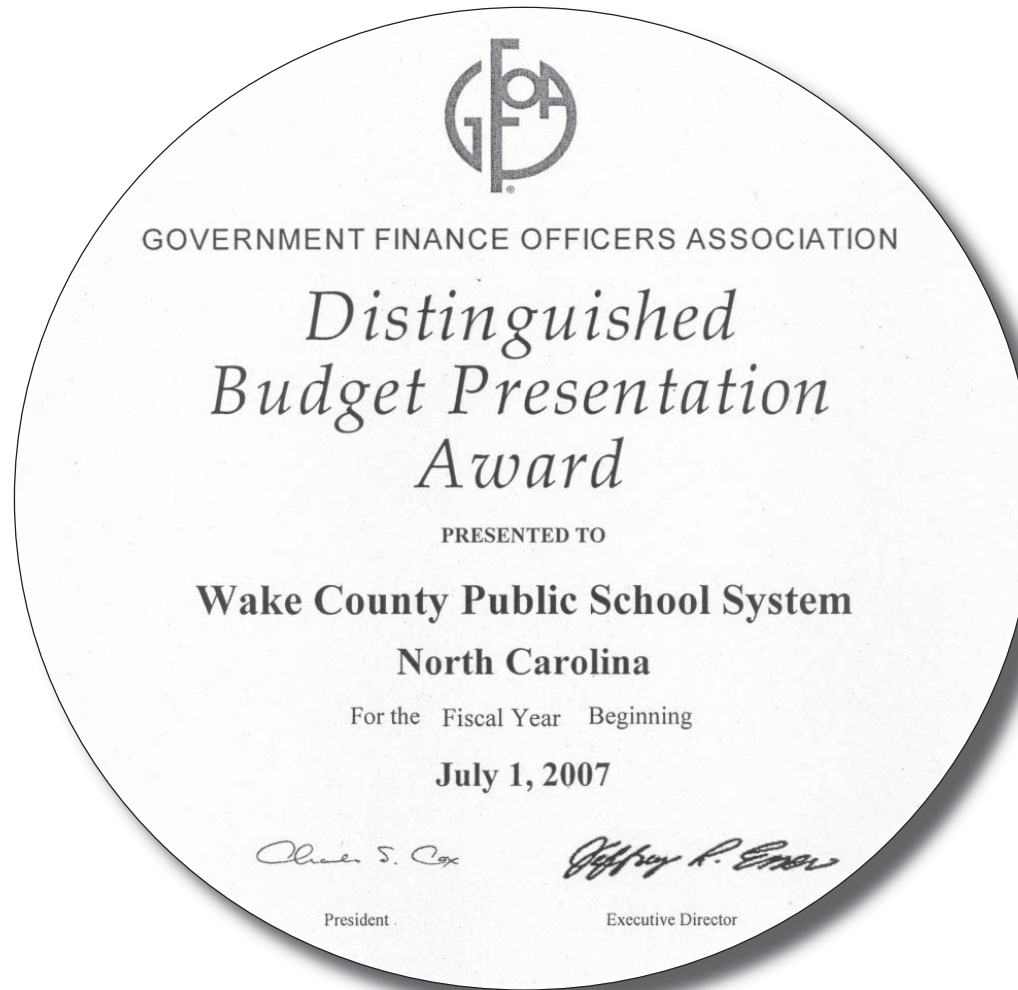 GFOA
GOVERNMENT FINANCE OFFICERS ASSOCIATION
Distinguished
Budget Presentation
Award
PRESENTED TO
Wake County Public School System
North Carolina
For the Fiscal Year Beginning
July 1, 2007
President
Executive Director